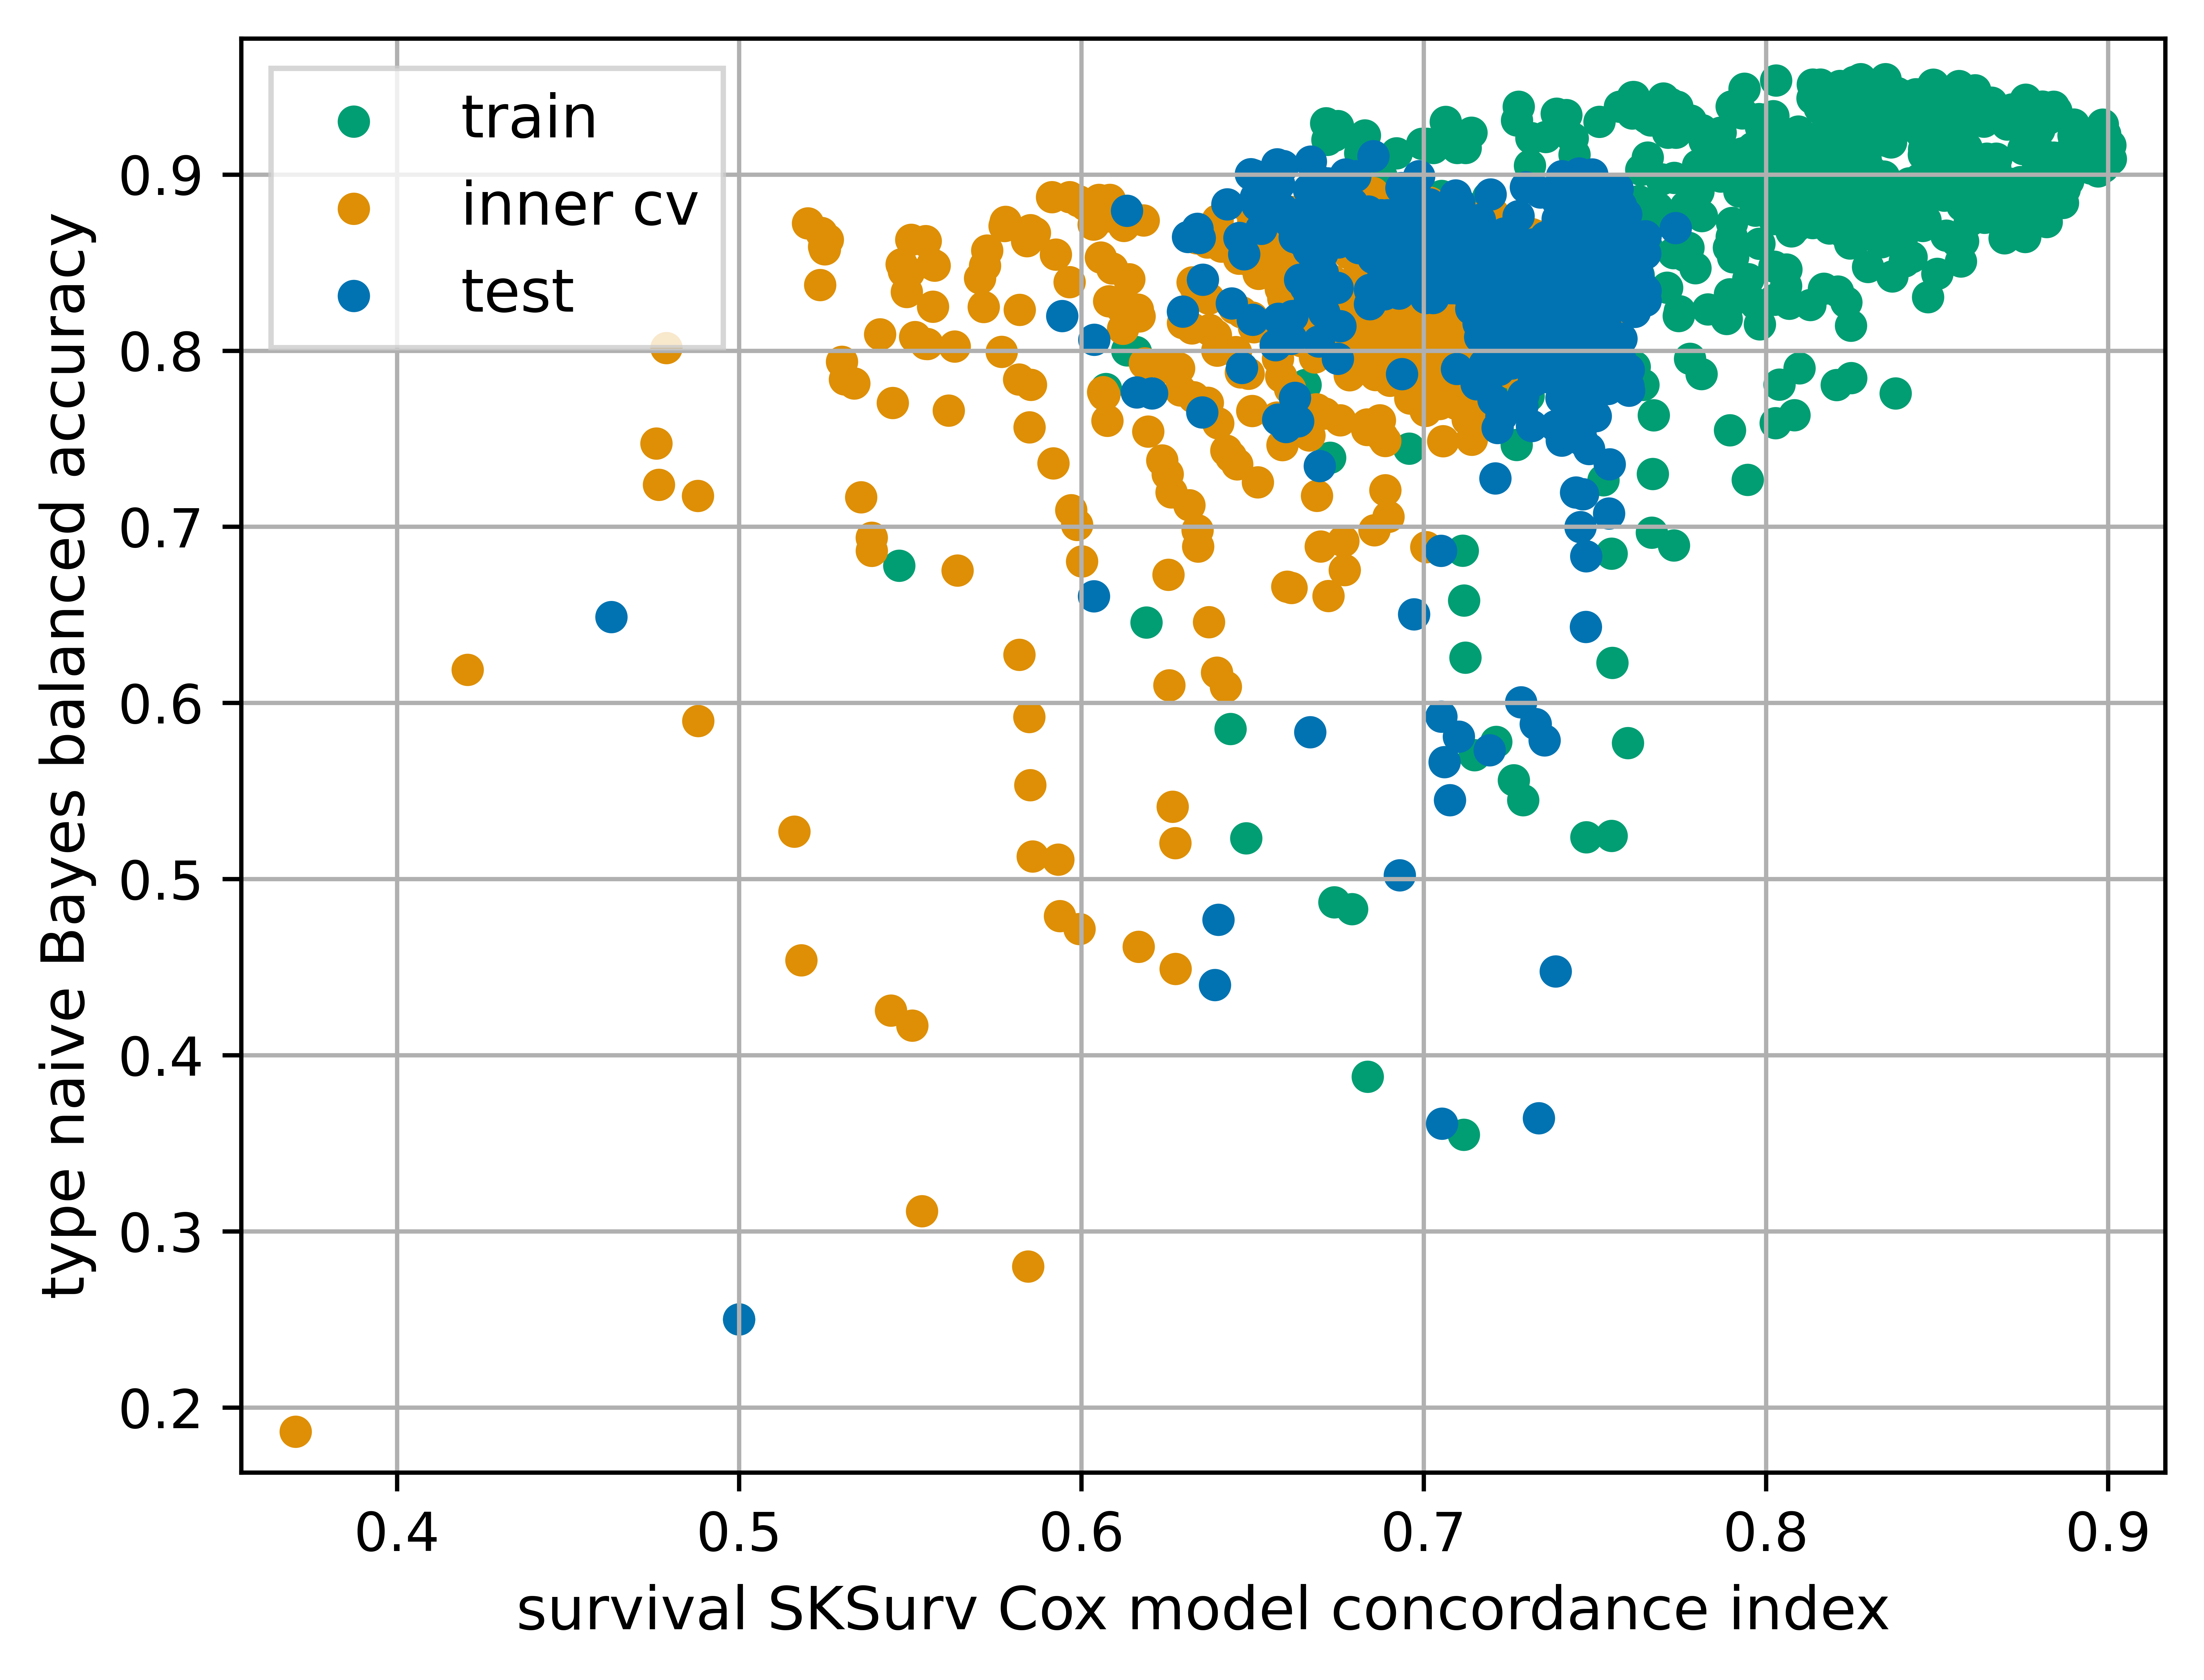 train
inner cv
test
0.9
0.8
0.7
0.6
0.5
0.4
0.3
0.2
type naive Bayes balanced accuracy
0.4 0.5 0.6 0.7 0.8 0.9
survival SKSurv Cox model concordance index